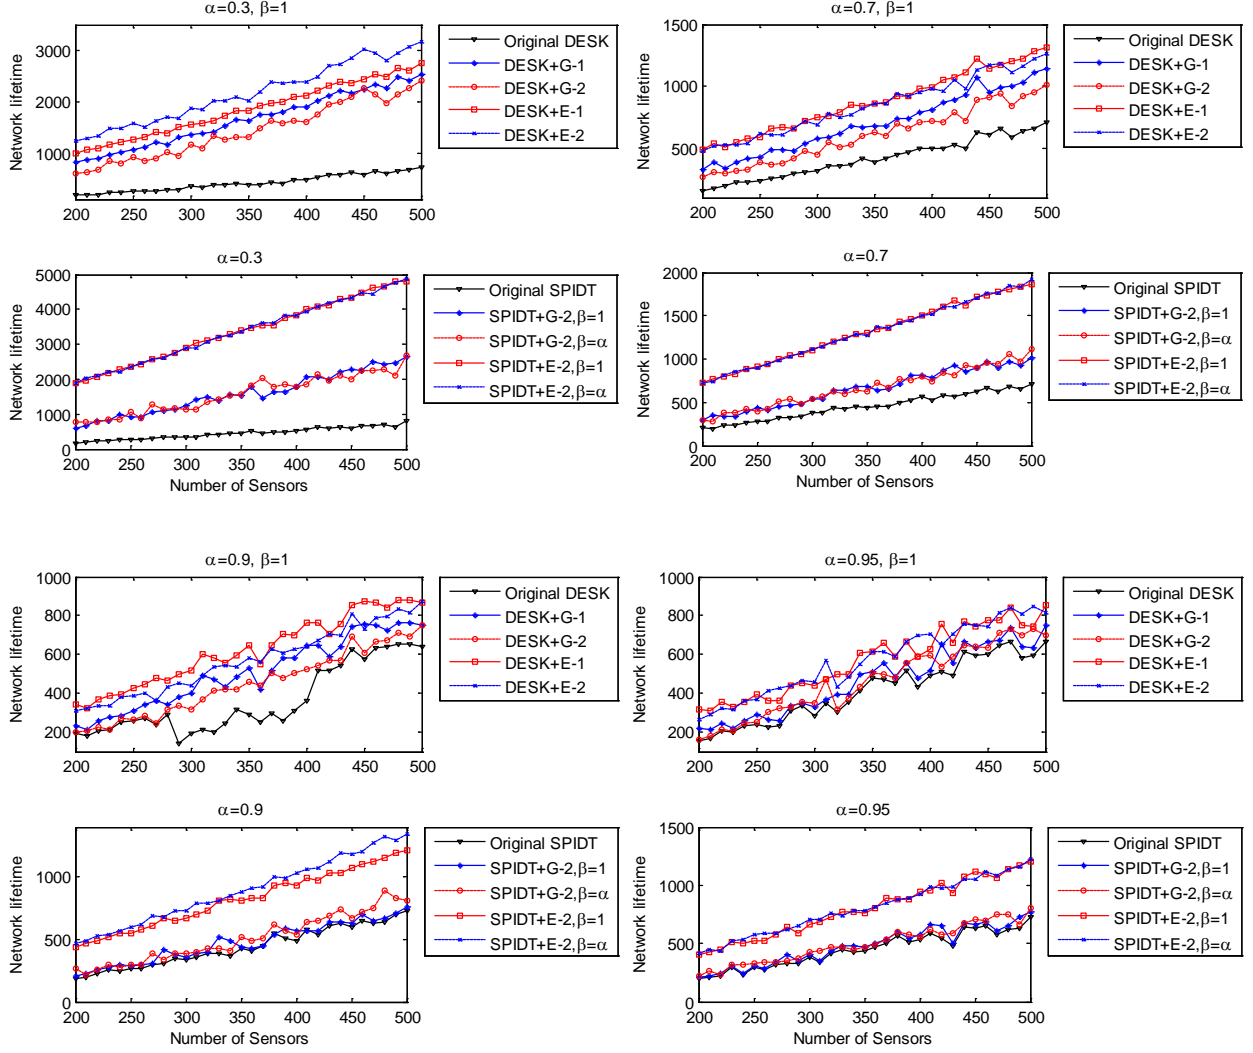 α=0.3, β=1
Network lifetime
3000
2000
1000
200 250 300 350 400 450 500
Original DESK
DESK+G-1
DESK+G-2
DESK+E-1
DESK+E-2
α=0.7, β=1
Network lifetime
1500
1000
500
200 250 300 350 400 450 500
Original DESK
DESK+G-1
DESK+G-2
DESK+E-1
DESK+E-2
α=0.3
Network lifetime
5000
4000
3000
2000
1000
0
200 250 300 350 400 450 500
Number of Sensors
Original SPIDT
SPIDT+G-2,β=1
SPIDT+G-2,β=α
SPIDT+E-2,β=1
SPIDT+E-2,β=α
α=0.7
Network lifetime
2000
1500
1000
500
0
200 250 300 350 400 450 500
Number of Sensors
Original SPIDT
SPIDT+G-2,β=1
SPIDT+G-2,β=α
SPIDT+E-2,β=1
SPIDT+E-2,β=α
α=0.9, β=1
Network lifetime
1000
800
600
400
200
200 250 300 350 400 450 500
Original DESK
DESK+G-1
DESK+G-2
DESK+E-1
DESK+E-2
α=0.95, β=1
Network lifetime
1000
800
600
400
200
200 250 300 350 400 450 500
Original DESK
DESK+G-1
DESK+G-2
DESK+E-1
DESK+E-2
α=0.9
Network lifetime
1000
500
0
200 250 300 350 400 450 500
Number of Sensors
Original SPIDT
SPIDT+G-2,β=1
SPIDT+G-2,β=α
SPIDT+E-2,β=1
SPIDT+E-2,β=α
α=0.95
Network lifetime
1500
1000
500
0
200 250 300 350 400 450 500
Number of Sensors
Original SPIDT
SPIDT+G-2,β=1
SPIDT+G-2,β=α
SPIDT+E-2,β=1
SPIDT+E-2,β=α